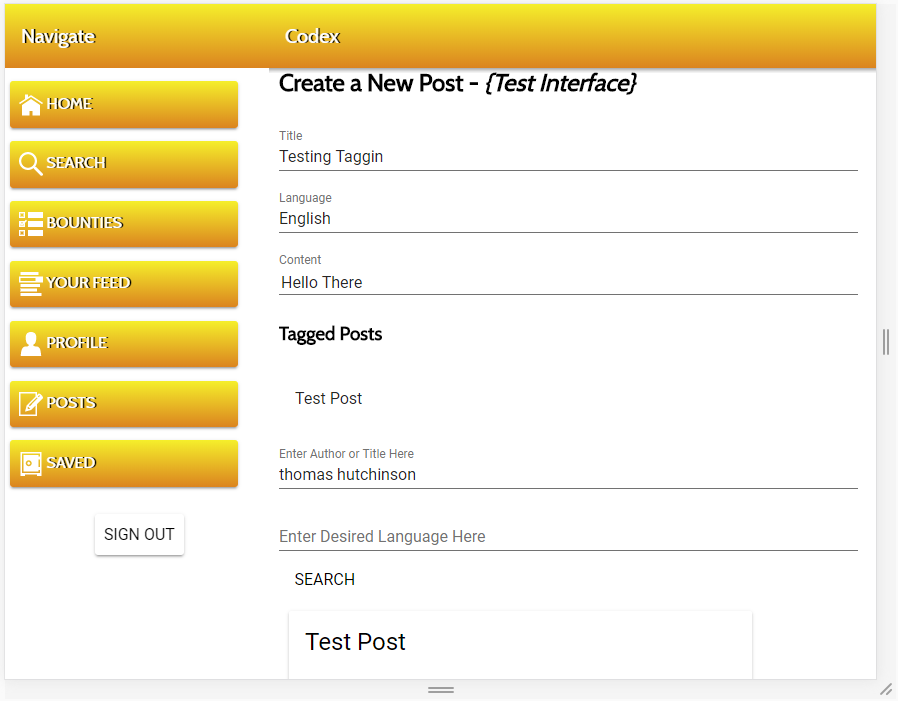 Navigate
Codex
HOME
SEARCH
BOUNTIES
YOUR FEED
PROFILE
POSTS
SAVED
SIGN OUT
Create a New Post - {Test Interface}
Title
Testing Taggin
Language
English
Content
Hello There
Tagged Posts
Test Post
Enter Author or Title Here
thomas hutchinson
Enter Desired Language Here
SEARCH
Test Post